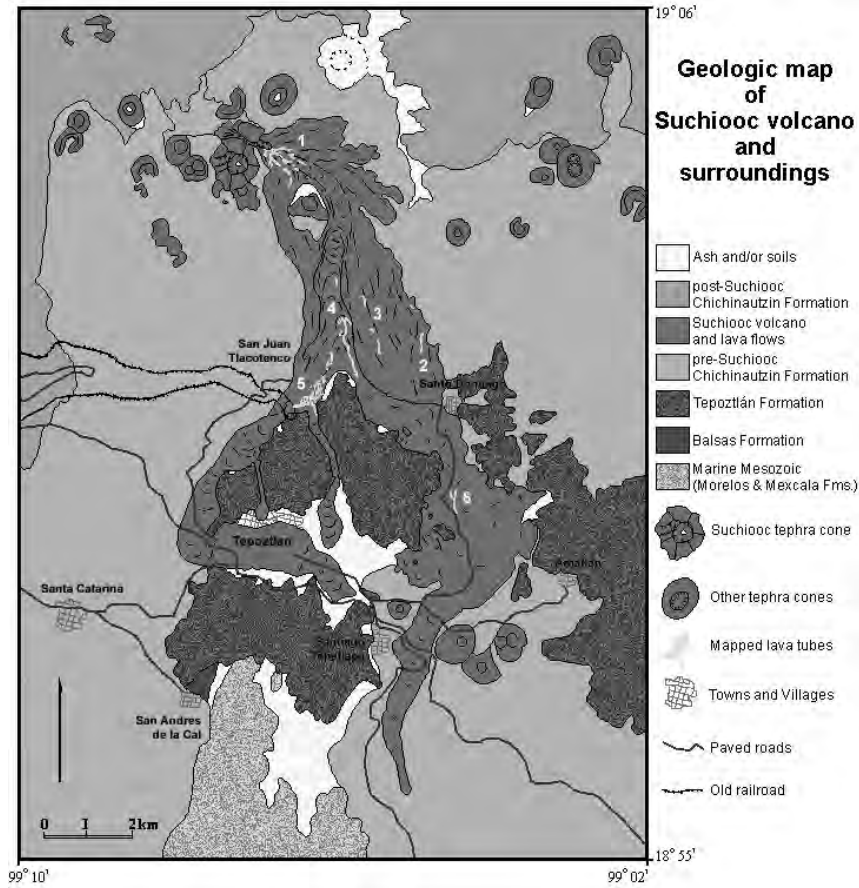 19° 06'
Geologic map
of
Suchiooc volcano
and
surroundings
Ash and/or soils
post-Suchiooc
Chichinautzin Formation
Suchiooc volcano
and lava flows
pre-Suchiooc
Chichinautzin Formation
Tepoztlán Formation
Balsas Formation
Marine Mesozoic
(Morelos & Mexcala Fms.)
Suchiooc tephra cone
Other tephra cones
Mapped lava tubes
Towns and Villages
Paved roads
Old railroad
1
4
3
San Juan
Tlacotenco
2
5
6
Tepoztlán
Santa Catarina
San Andres
de la Cal
0 1 2km
18° 55'
99° 10'
99° 02'